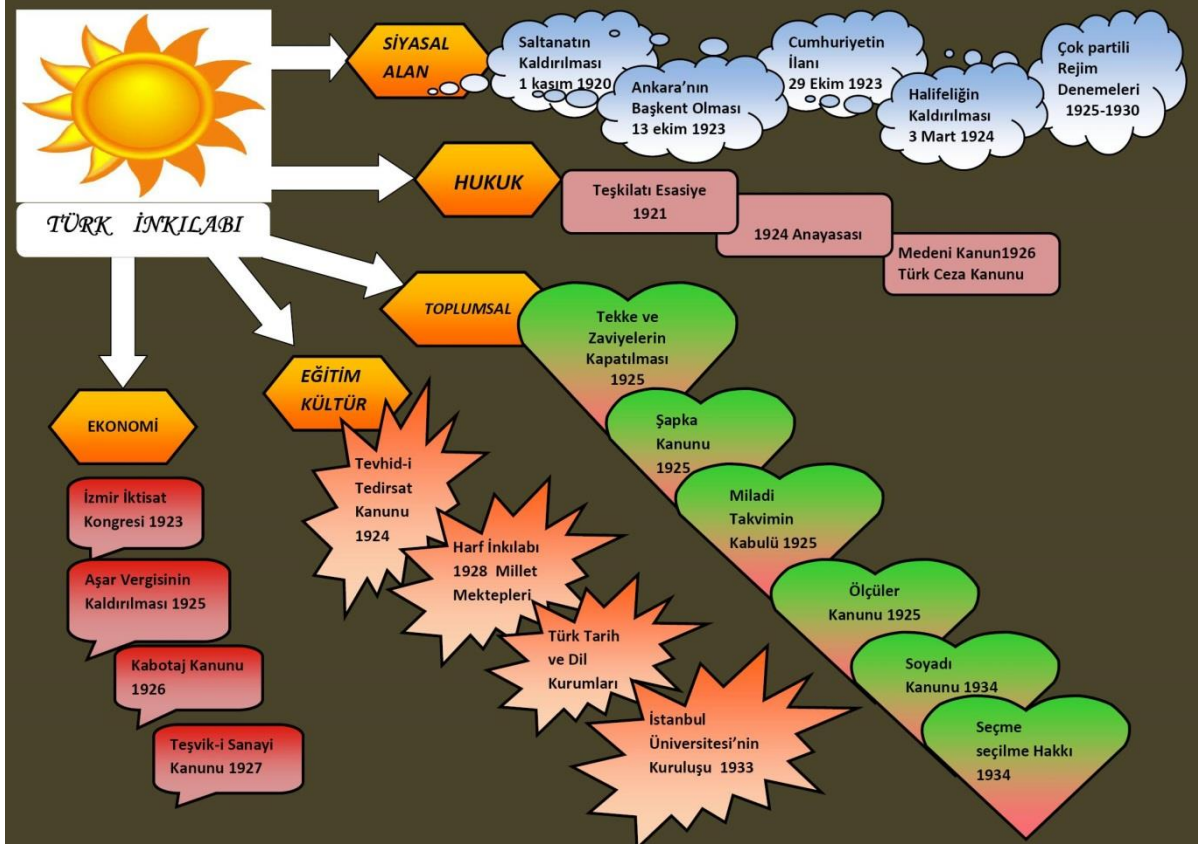 TÜRK İNKILABI
SİYASAL
ALAN
Saltanatın
Kaldırılması
1 kasım 1920
Ankara’nın
Başkent Olması
13 ekim 1923
Cumhuriyetin
İlanı
29 Ekim 1923
Halifeliğin
Kaldırılması
3 Mart 1924
Çok partili
Rejim
Denemeleri
1925-1930
HUKUK
Teşkilatı Esasiye
1921
1924 Anayasası
Medeni Kanun1926
Türk Ceza Kanunu
TOPLUMSAL
Tekke ve
Zaviyelerin
Kapatılması
1925
Şapka
Kanunu
1925
Miladi
Takvimin
Kabulü 1925
Ölçüler
Kanunu 1925
Soyadı
Kanunu 1934
Seçme
seçilme Hakkı
1934
EĞİTİM
KÜLTÜR
Tevhid-i
Tedirsat
Kanunu
1924
Harf İnkılabı
1928 Millet
Mektepleri
Türk Tarih
ve Dil
Kurumları
İstanbul
Üniversitesi’nin
Kuruluşu 1933
EKONOMİ
İzmir İktisat
Kongresi 1923
Aşar Vergisinin
Kaldırılması 1925
Kabotaj Kanunu
1926
Teşvik-i Sanayi
Kanunu 1927